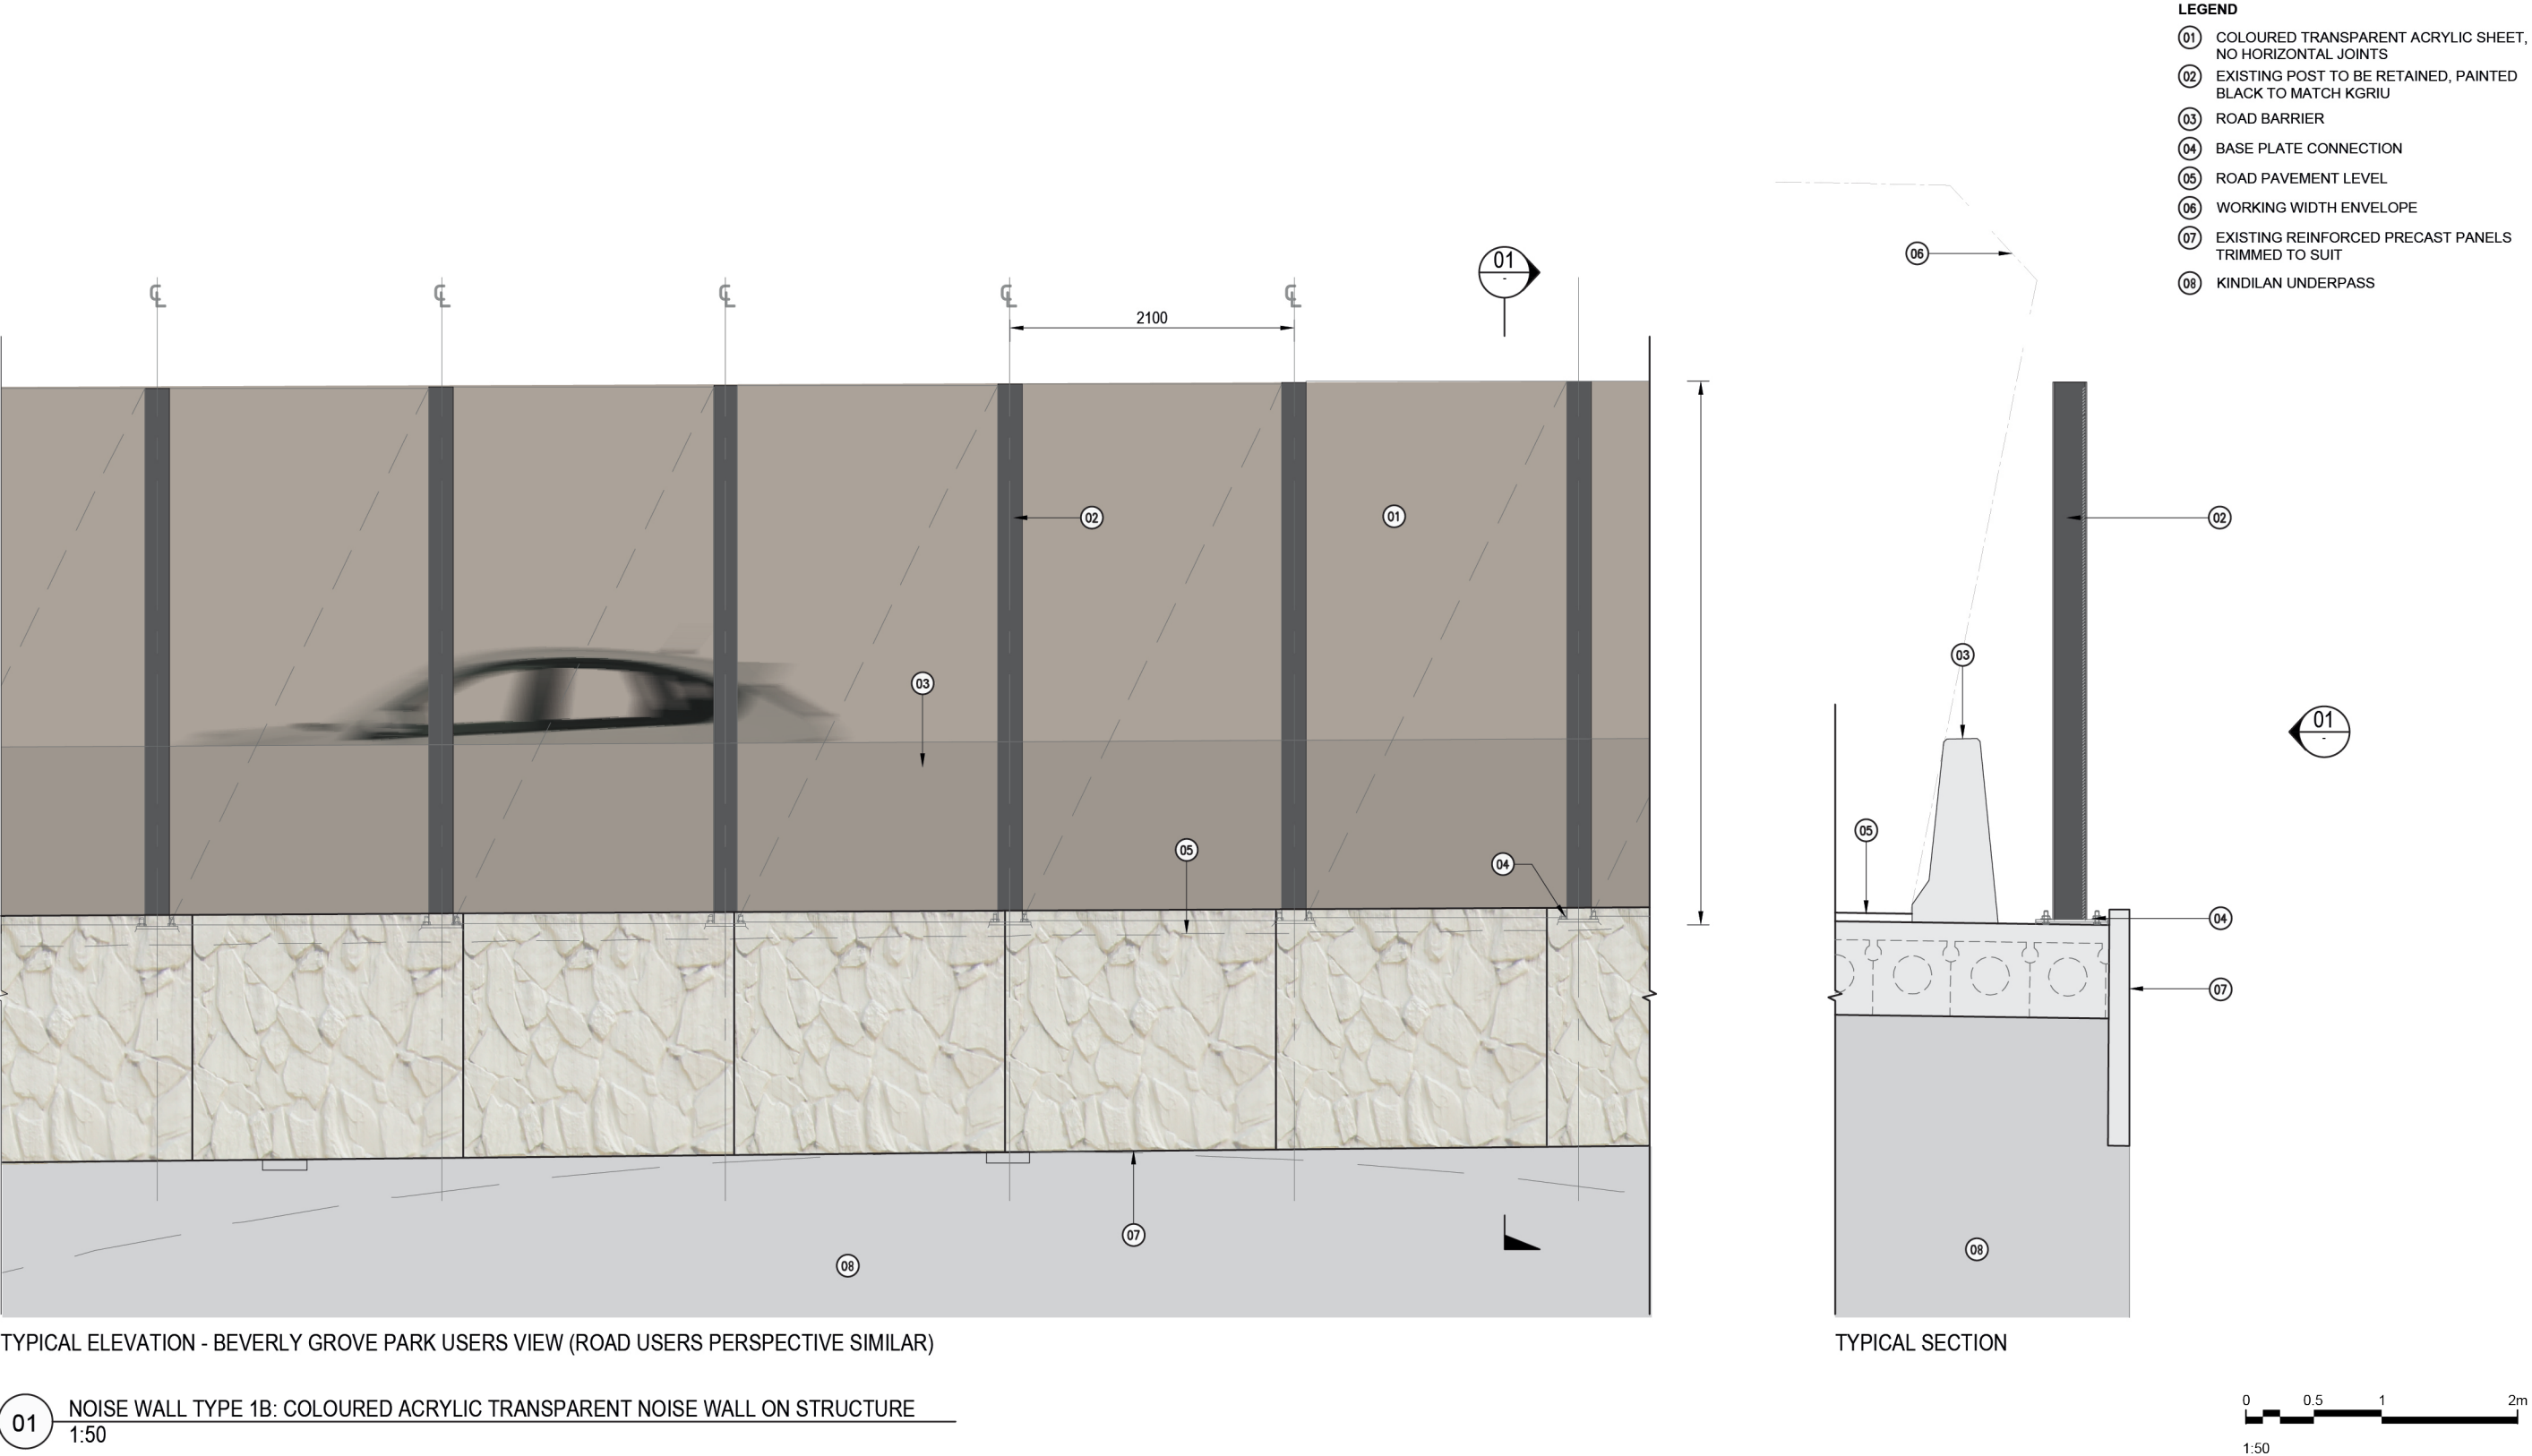 LEGEND
01 COLOURED TRANSPARENT ACRYLIC SHEET,
NO HORIZONTAL JOINTS
02 EXISTING POST TO BE RETAINED, PAINTED
BLACK TO MATCH KGRIU
03 ROAD BARRIER
04 BASE PLATE CONNECTION
05 ROAD PAVEMENT LEVEL
06 WORKING WIDTH ENVELOPE
07 EXISTING REINFORCED PRECAST PANELS
TRIMMED TO SUIT
08 KINDILAN UNDERPASS
06
01
-
℄ ℄ ℄ ℄ ℄
2100
02
01
02
03
03
01
-
05
05
04
04
07
07
08
08
TYPICAL ELEVATION - BEVERLY GROVE PARK USERS VIEW (ROAD USERS PERSPECTIVE SIMILAR)
TYPICAL SECTION
01 NOISE WALL TYPE 1B: COLOURED ACRYLIC TRANSPARENT NOISE WALL ON STRUCTURE
1:50
0 0.5 1 2m
1:50